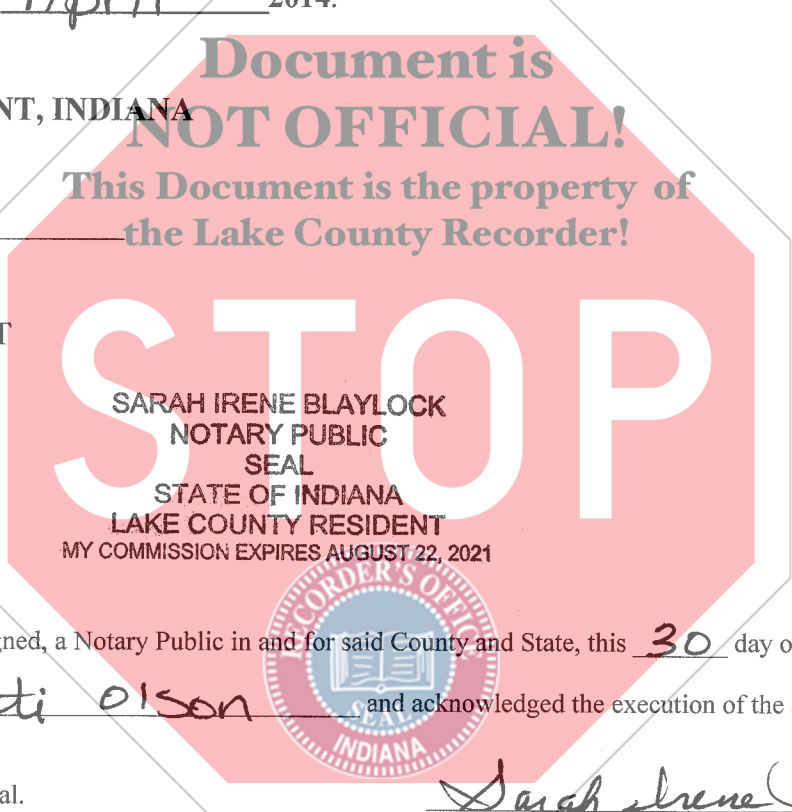 April 2014.
Document is
NT, INDIANA
NOT OFFICIAL!
This Document is the property of
the Lake County Recorder!
T
STOP
SARAH IRENE BLAYLOCK
NOTARY PUBLIC
SEAL
STATE OF INDIANA
LAKE COUNTY RESIDENT
MY COMMISSION EXPIRES AUGUST 22, 2021
RECORDER'S OFFICE
SEAL
INDIANA
gned, a Notary Public in and for said County and State, this 30 day o
ti Olson and acknowledged the execution of the
al.
Sarah Irene